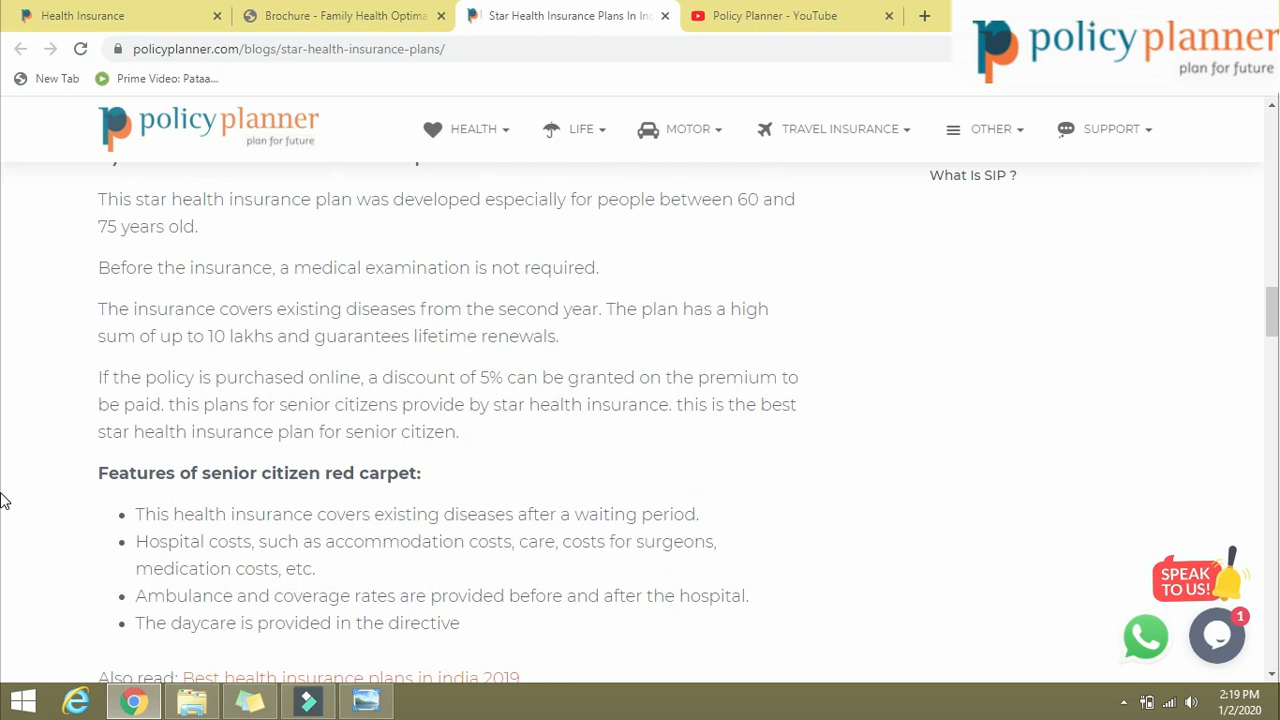 Health Insurance
Brochure - Family Health Optima
Star Health Insurance Plans In Inc
Policy Planner - YouTube
policyplanner.com/blogs/star-health-insurance-plans/
policyplanner
plan for future
New Tab
Prime Video: Pataa...
policyplanner
plan for future
HEALTH
LIFE
MOTOR
TRAVEL INSURANCE
OTHER
SUPPORT
What Is SIP ?
This star health insurance plan was developed especially for people between 60 and
75 years old.
Before the insurance, a medical examination is not required.
The insurance covers existing diseases from the second year. The plan has a high
sum of up to 10 lakhs and guarantees lifetime renewals.
If the policy is purchased online, a discount of 5% can be granted on the premium to
be paid. this plans for senior citizens provide by star health insurance. this is the best
star health insurance plan for senior citizen.
Features of senior citizen red carpet:
This health insurance covers existing diseases after a waiting period.
Hospital costs, such as accommodation costs, care, costs for surgeons,
medication costs, etc.
Ambulance and coverage rates are provided before and after the hospital.
The daycare is provided in the directive
Also read: Best health insurance plans in india 2019
SPEAK
TO US!
1
2:19 PM
1/2/2020